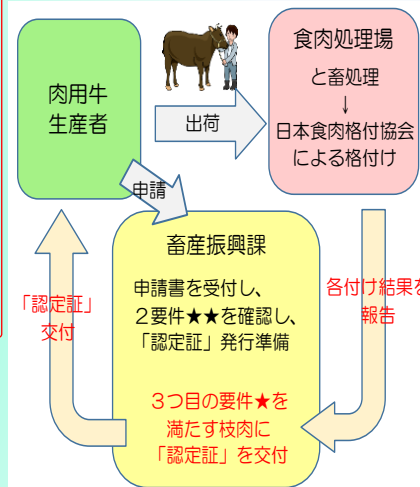 肉用牛
生産者
出荷
食肉処理場
と畜処理
↓
日本食肉格付協会
による格付け
申請
畜産振興課
申請書を受付し、
２要件★★を確認し、
「認定証」発行準備
３つ目の要件★を
満たす枝肉に
「認定証」を交付
各付け結果を
報告
「認定証」
交付